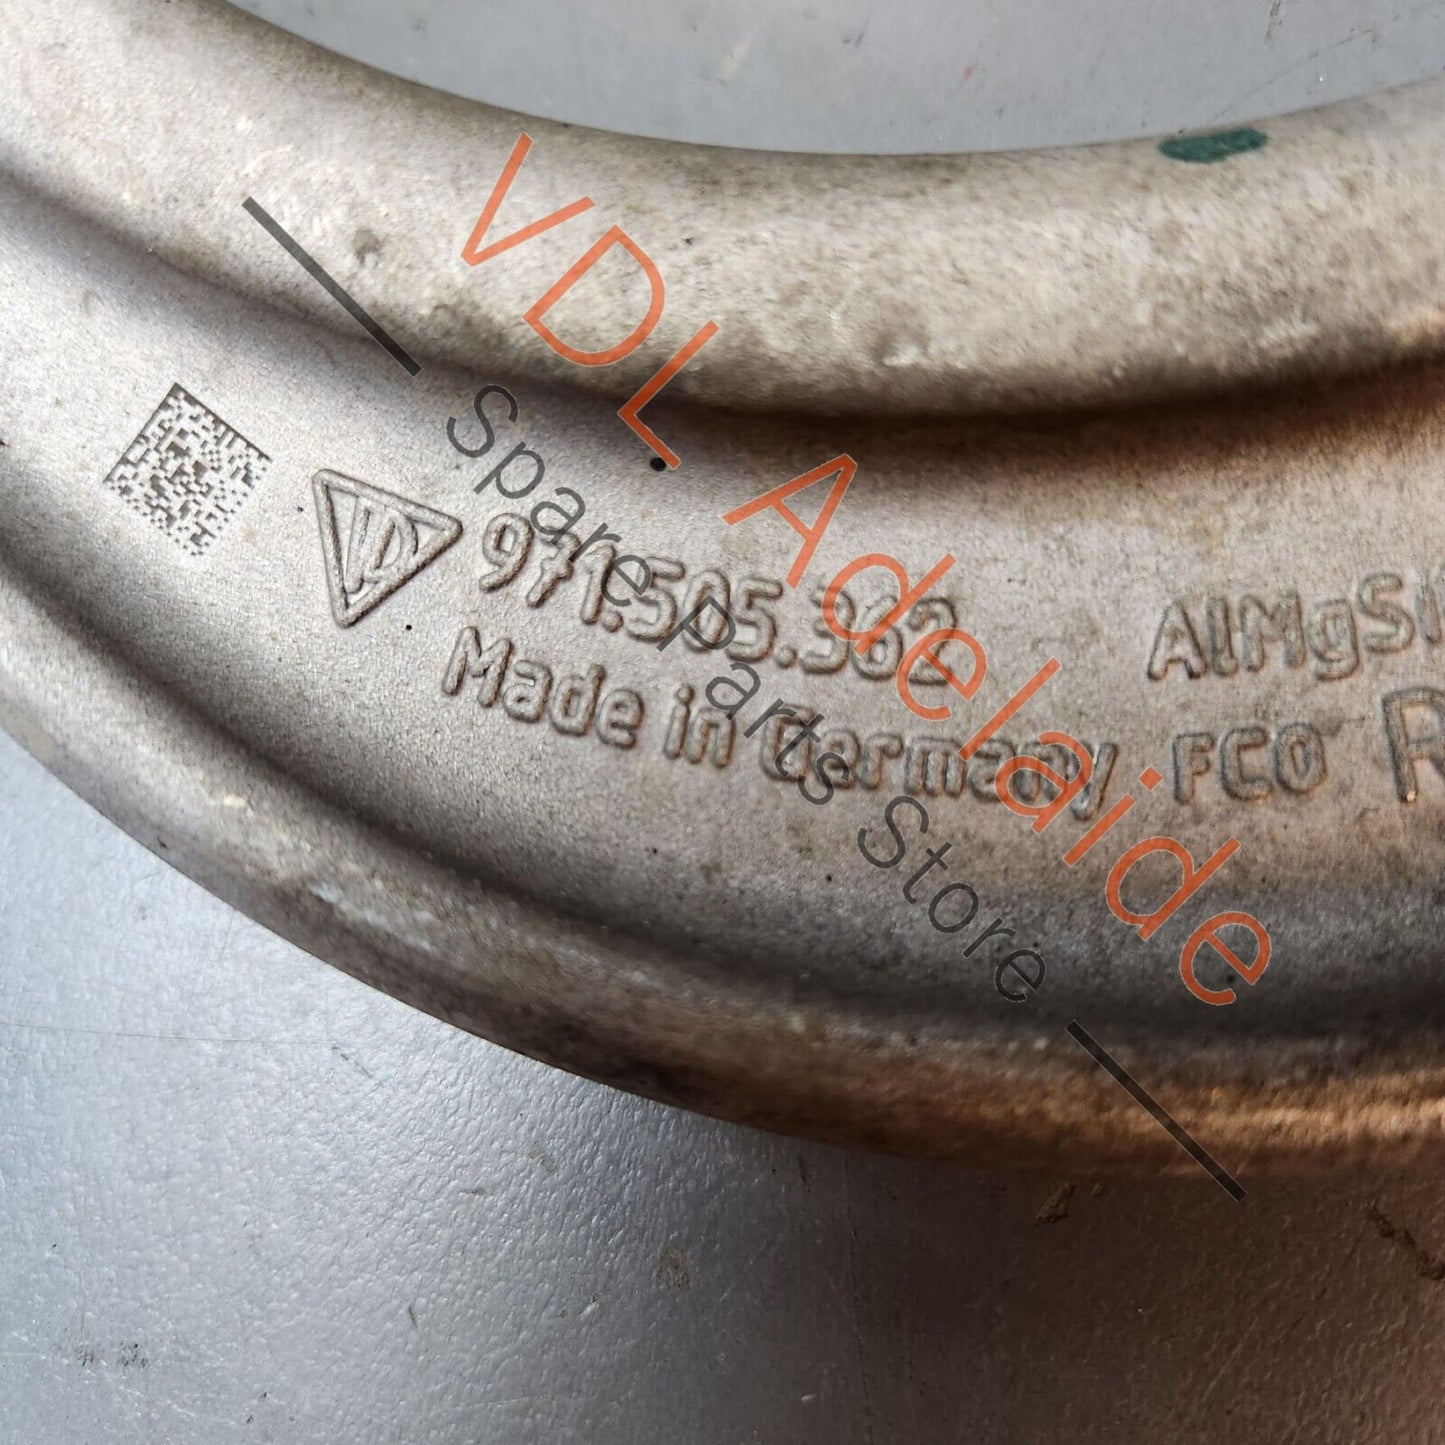 971.505.362
Made in Germany
AlMgSi
FCO R
VDL Adelaide
Spare Parts Store